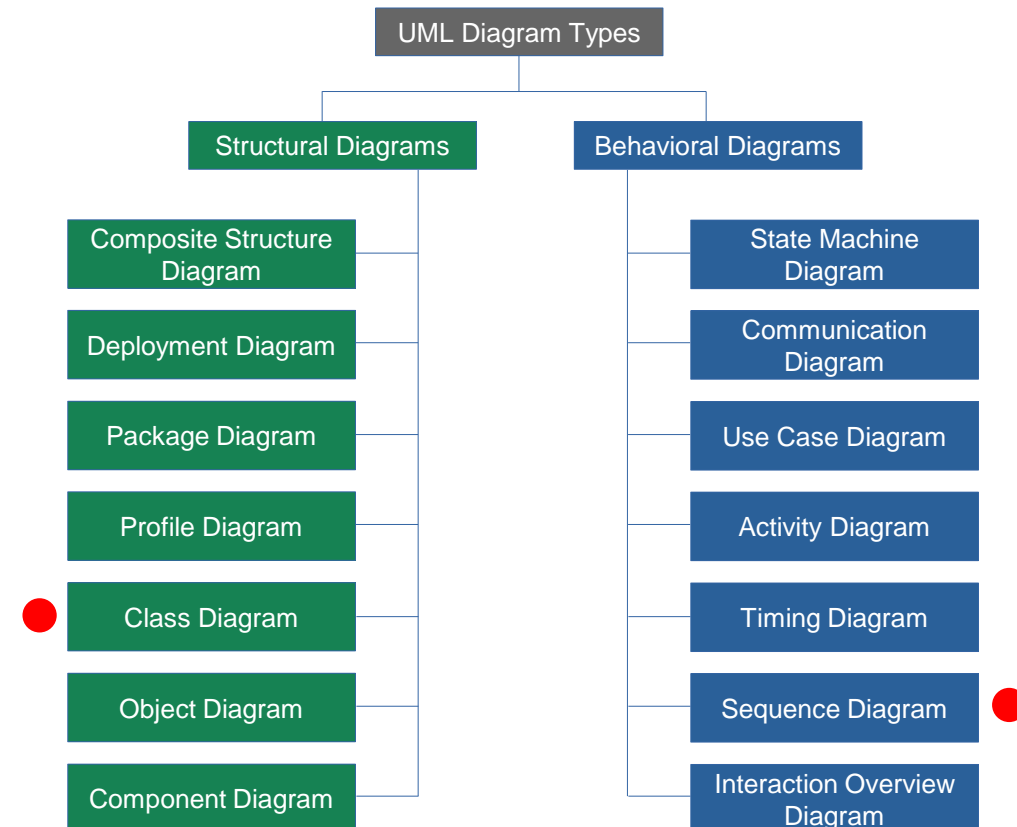 UML Diagram Types
Structural Diagrams
Behavioral Diagrams
Composite Structure
Diagram
Deployment Diagram
Package Diagram
Profile Diagram
Class Diagram
Object Diagram
Component Diagram
State Machine
Diagram
Communication
Diagram
Use Case Diagram
Activity Diagram
Timing Diagram
Sequence Diagram
Interaction Overview
Diagram